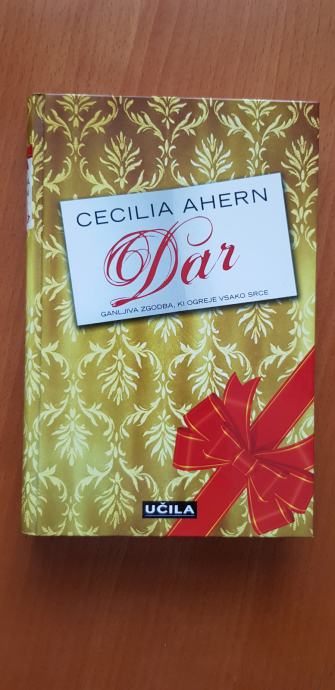 CECILIA AHERN
Dar
GANLJIVA ZGODBA, KI OGREJE VSAKO SRCE
UČILA